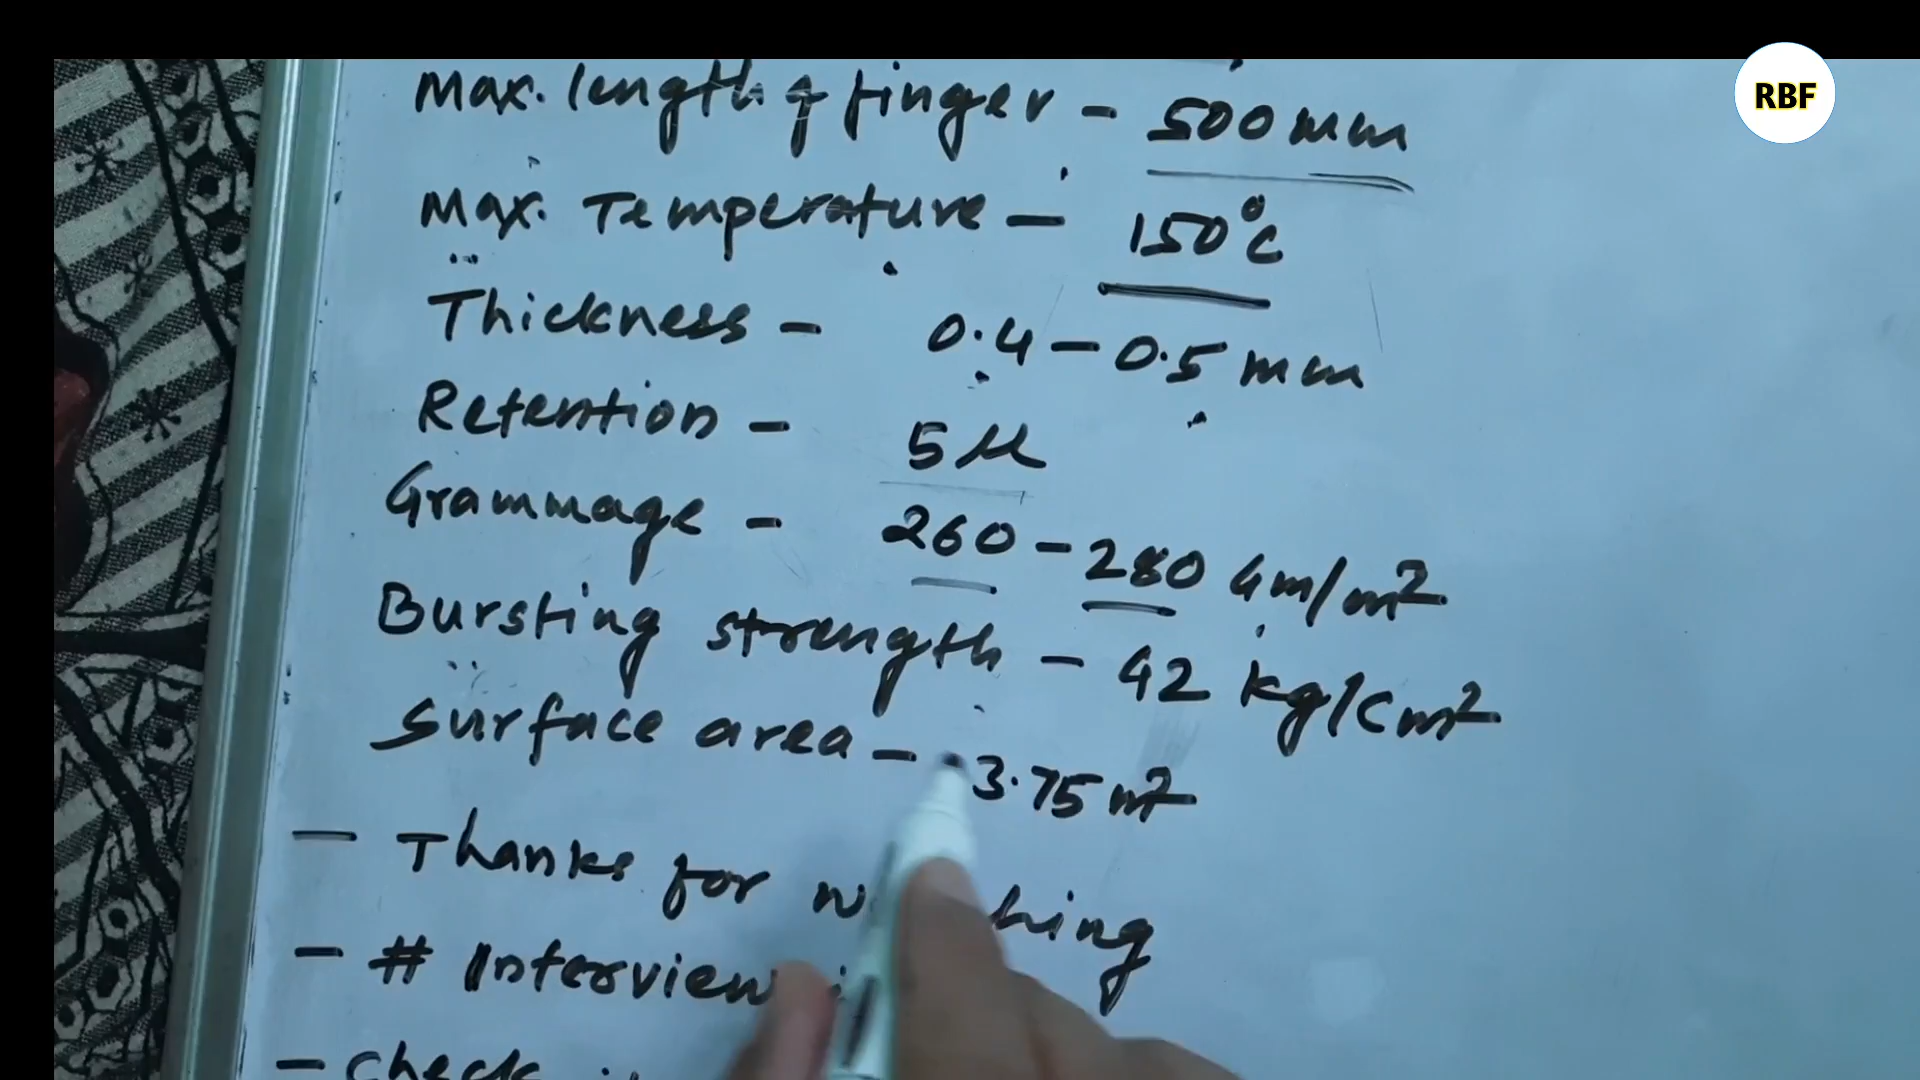 RBF
Max. length of finger - 500 mm
Max. Temperature - 150°C
Thickness - 0.4 - 0.5 mm
Retention - 5 μ
Grammage - 260 - 280 Gm/m²
Bursting strength - 42 kg/cm²
Surface area - 3.75 m²
- Thanks for
- # Interview
- Check